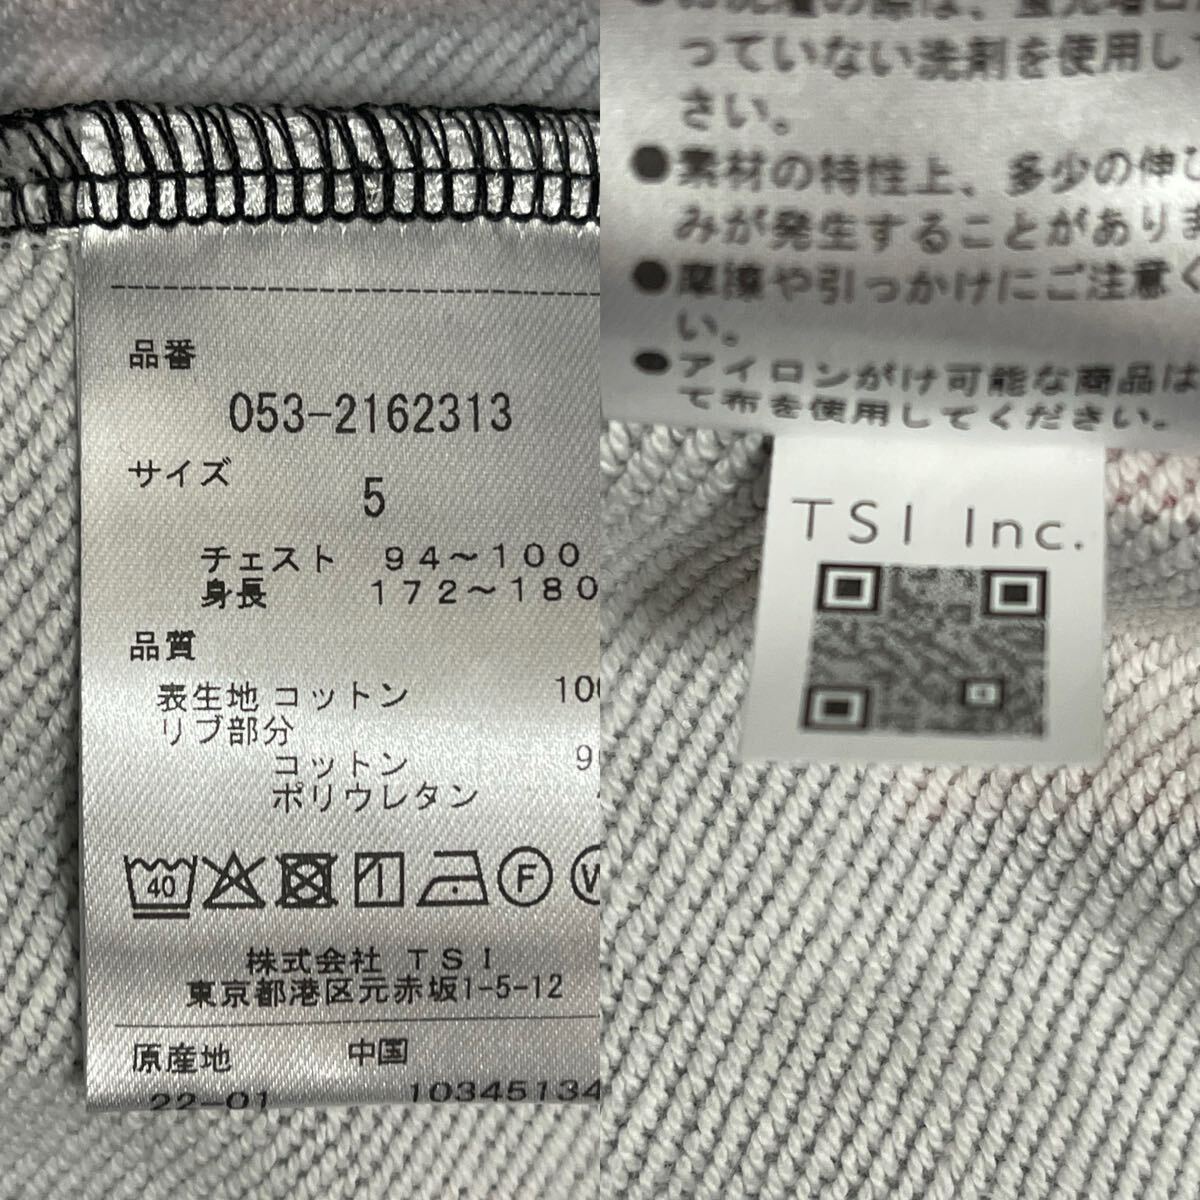 品番
053-2162313
サイズ
5
チェスト 94～100
身長 172～180
品質
表生地 コットン
リブ部分
コットン
ポリウレタン
40
F
W
株式会社 TSI
東京都港区元赤坂1-5-12
原産地 中国
22-01 10345134
っていない洗剤を使用し
さい。
●素材の特性上、多少の伸び
みが発生することがありま
●摩擦や引っかけにご注意く
い。
●アイロンがけ可能な商品は
て布を使用してください。
TSI Inc.